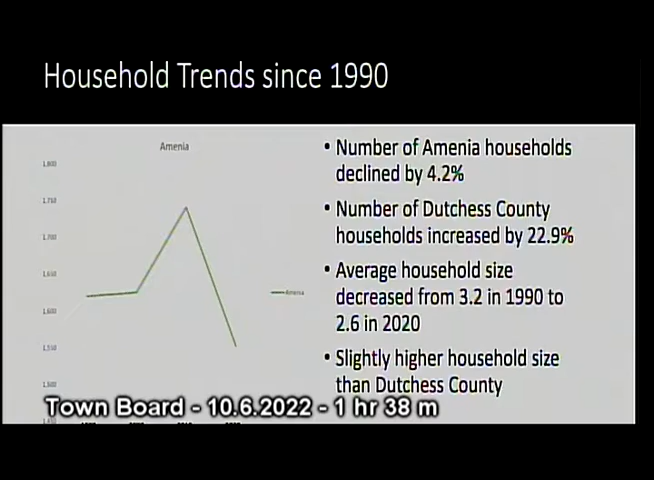 Household Trends since 1990
Amenia
1,800
1,750
1,700
1,650
1,600
1,550
1,500
Amenia
• Number of Amenia households
declined by 4.2%
• Number of Dutchess County
households increased by 22.9%
• Average household size
decreased from 3.2 in 1990 to
2.6 in 2020
• Slightly higher household size
than Dutchess County
Town Board - 10.6.2022 - 1 hr 38 m